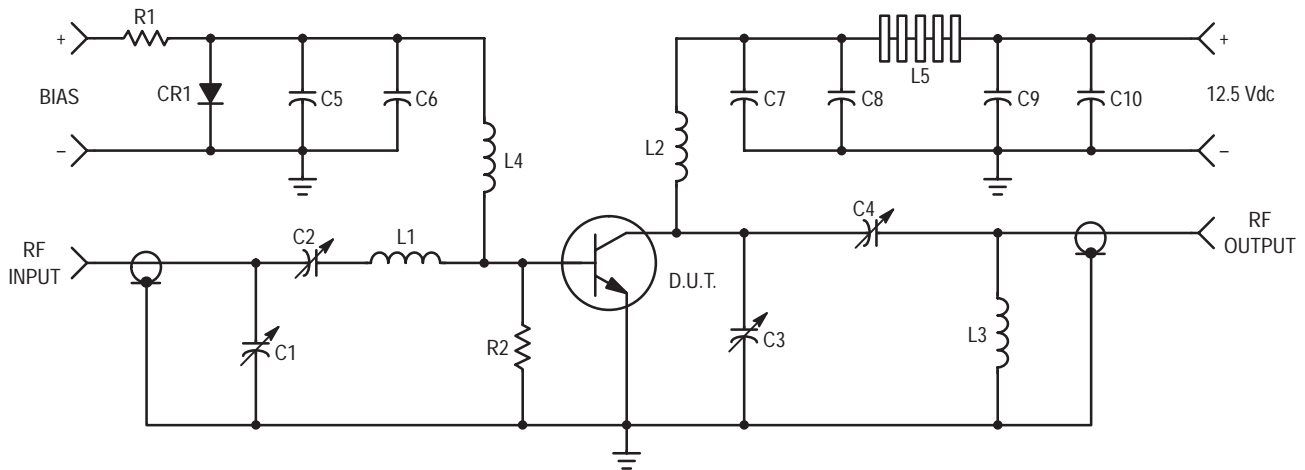 R1
+
BIAS
–
CR1
C5
C6
L4
+
12.5 Vdc
–
L5
C7
C8
C9
C10
L2
RF
INPUT
C2
L1
C1
R2
D.U.T.
C4
C3
L3
RF
OUTPUT